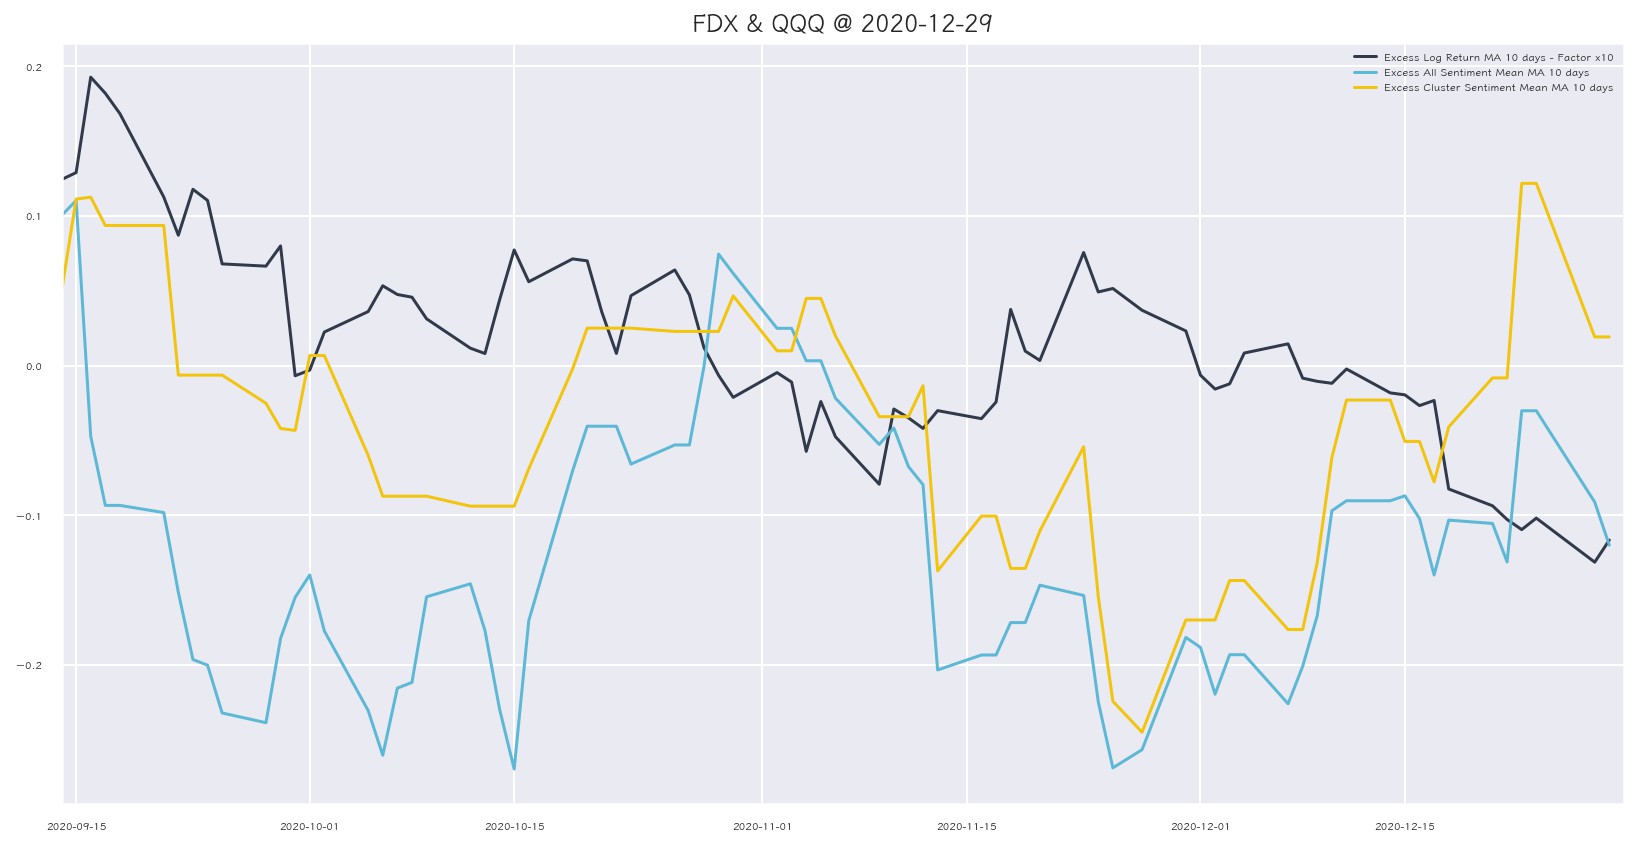 FDX & QQQ @ 2020-12-29
Excess Log Return MA 10 days - Factor x10
Excess All Sentiment Mean MA 10 days
Excess Cluster Sentiment Mean MA 10 days
0.2
0.1
0.0
−0.1
−0.2
2020-09-15 2020-10-01 2020-10-15 2020-11-01 2020-11-15 2020-12-01 2020-12-15